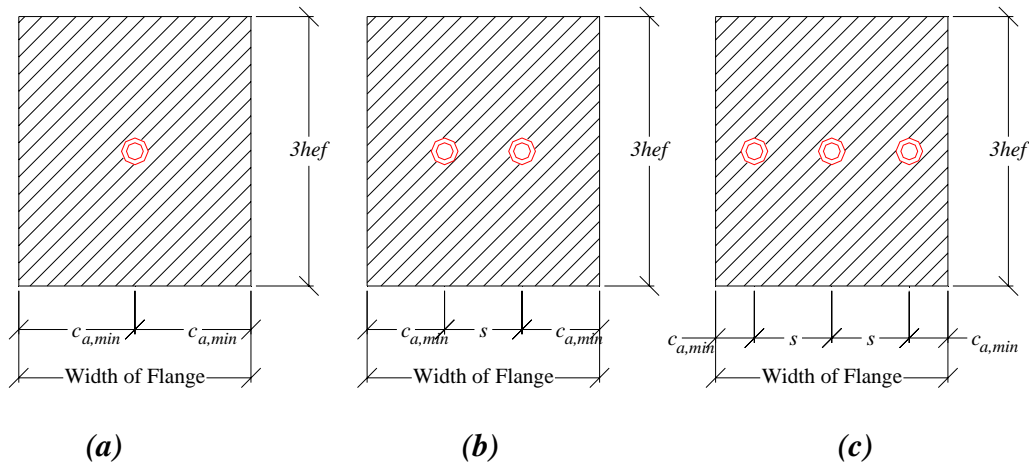 3hef
3hef
3hef
c a,min c a,min
c a,min s c a,min
c a,min s s c a,min
Width of Flange
Width of Flange
Width of Flange
(a)
(b)
(c)